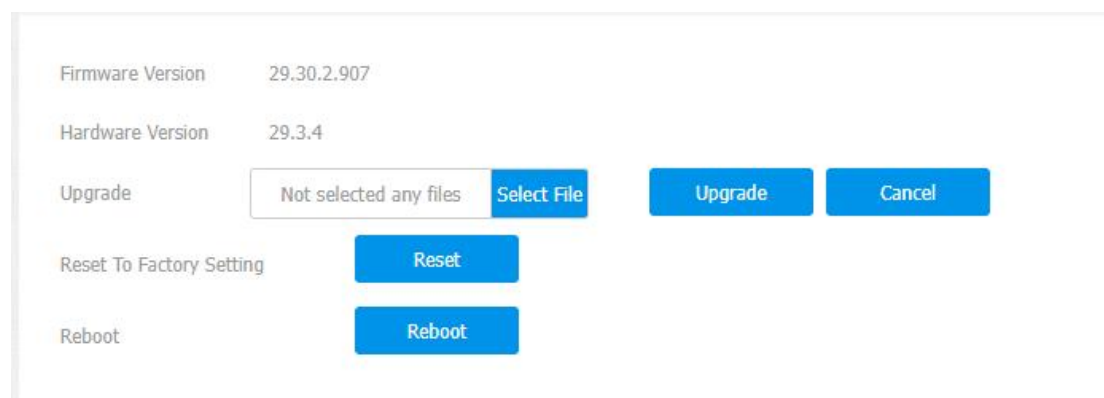 Firmware Version 29.30.2.907
Hardware Version 29.3.4
Upgrade Not selected any files Select File Upgrade Cancel
Reset To Factory Setting Reset
Reboot Reboot